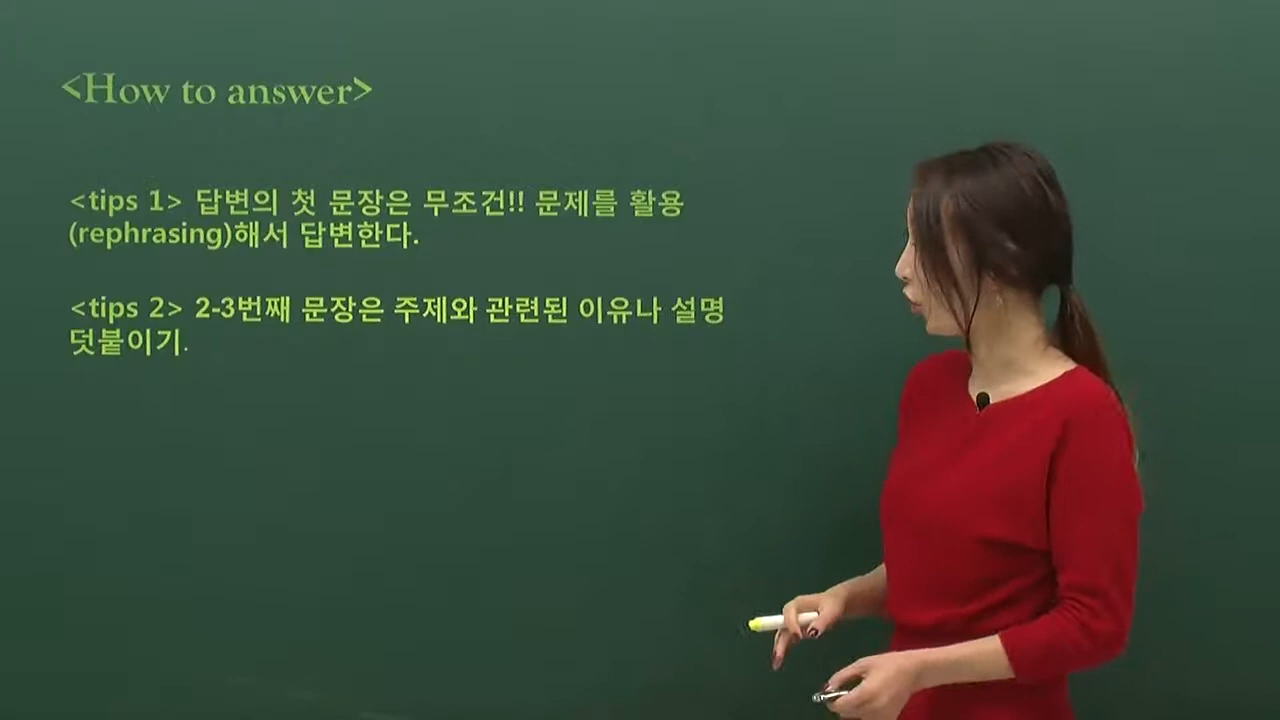 <How to answer>
<tips 1> 답변의 첫 문장은 무조건!! 문제를 활용
(rephrasing)해서 답변한다.
<tips 2> 2-3번째 문장은 주제와 관련된 이유나 설명
덧붙이기.